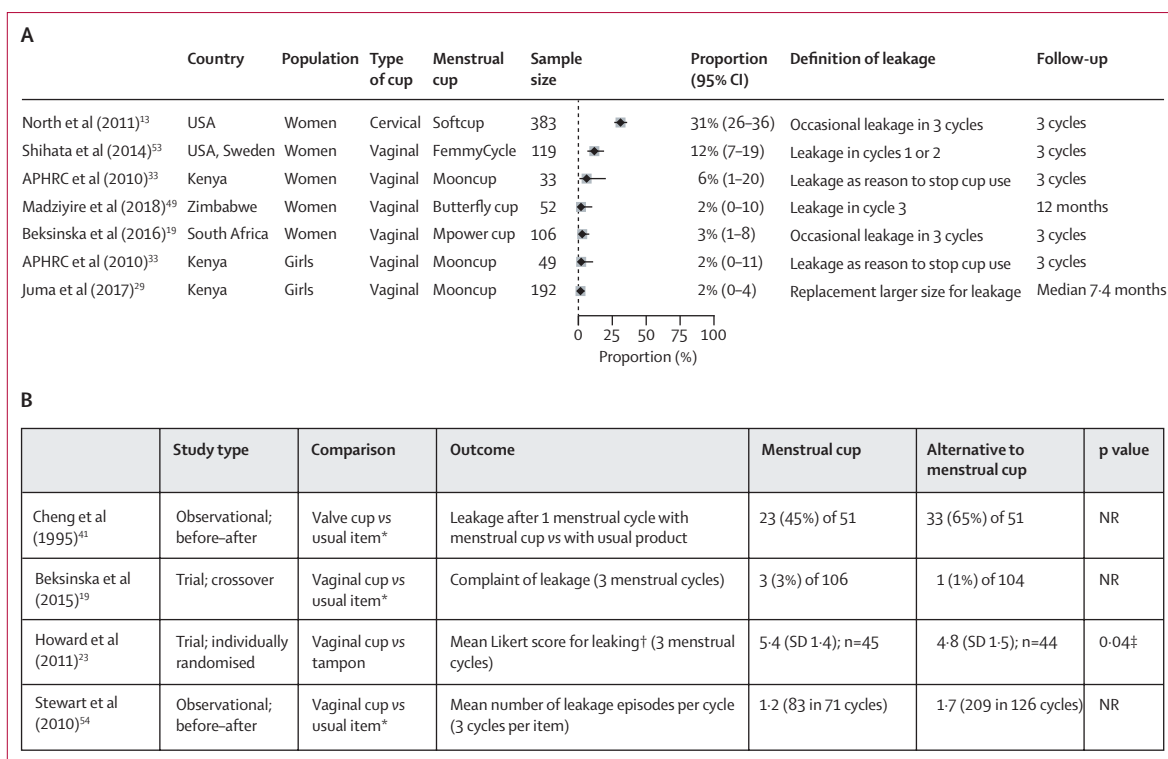 A
Country Population Type Menstrual Sample Proportion Definition of leakage Follow-up
of cup cup size (95% CI)
North et al (2011)¹³ USA Women Cervical Softcup 383 31% (26–36) Occasional leakage in 3 cycles 3 cycles
Shihata et al (2014)⁵³ USA, Sweden Women Vaginal FemmyCycle 119 12% (7–19) Leakage in cycles 1 or 2 3 cycles
APHRC et al (2010)³³ Kenya Women Vaginal Mooncup 33 6% (1–20) Leakage as reason to stop cup use 3 cycles
Madziyire et al (2018)⁴⁹ Zimbabwe Women Vaginal Butterfly cup 52 2% (0–10) Leakage in cycle 3 12 months
Beksinska et al (2016)¹⁹ South Africa Women Vaginal Mpower cup 106 3% (1–8) Occasional leakage in 3 cycles 3 cycles
APHRC et al (2010)³³ Kenya Girls Vaginal Mooncup 49 2% (0–11) Leakage as reason to stop cup use 3 cycles
Juma et al (2017)²⁹ Kenya Girls Vaginal Mooncup 192 2% (0–4) Replacement larger size for leakage Median 7·4 months
0 25 50 75 100
Proportion (%)
B
Study type Comparison Outcome Menstrual cup Alternative to p value
menstrual cup
Cheng et al Observational; Valve cup vs Leakage after 1 menstrual cycle with 23 (45%) of 51 33 (65%) of 51 NR
(1995)⁴¹ before–after usual item* menstrual cup vs with usual product
Beksinska et al Trial; crossover Vaginal cup vs Complaint of leakage (3 menstrual cycles) 3 (3%) of 106 1 (1%) of 104 NR
(2015)¹⁹ usual item*
Howard et al Trial; individually Vaginal cup vs Mean Likert score for leaking† (3 menstrual 5·4 (SD 1·4); n=45 4·8 (SD 1·5); n=44 0·04‡
(2011)²³ randomised tampon cycles)
Stewart et al Observational; Vaginal cup vs Mean number of leakage episodes per cycle 1·2 (83 in 71 cycles) 1·7 (209 in 126 cycles) NR
(2010)⁵⁴ before–after usual item* (3 cycles per item)